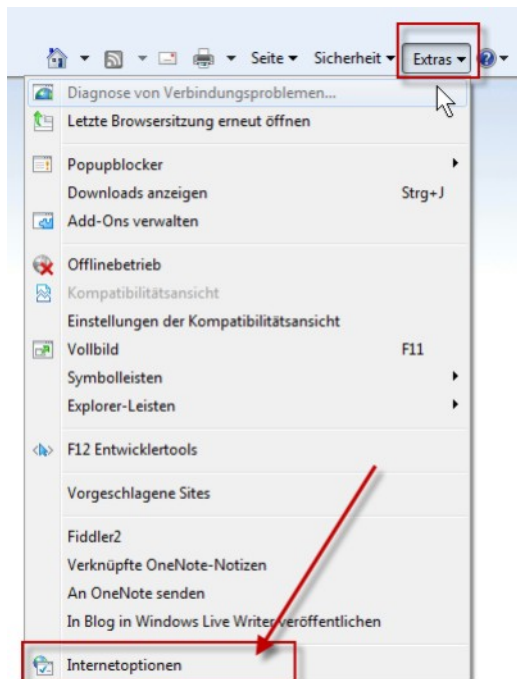 Seite Sicherheit Extras
Diagnose von Verbindungsproblemen...
Letzte Browsersitzung erneut öffnen
Popupblocker
Downloads anzeigen Strg+J
Add-Ons verwalten
Offlinebetrieb
Kompatibilitätsansicht
Einstellungen der Kompatibilitätsansicht
Vollbild F11
Symbolleisten
Explorer-Leisten
F12 Entwicklertools
Vorgeschlagene Sites
Fiddler2
Verknüpfte OneNote-Notizen
An OneNote senden
In Blog in Windows Live Writer veröffentlichen
Internetoptionen